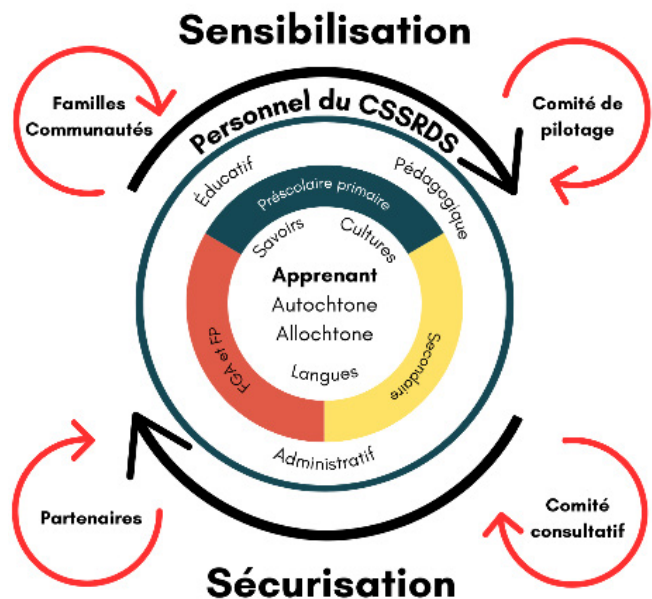 Sensibilisation
Familles
Communautés
Personnel du CSSRDS
Comité de
pilotage
Éducatif
Pédagogique
Préscolaire primaire
Savoirs
Cultures
Apprenant
Autochtone
Allochtone
Langues
FGA et FP
Secondaire
Administratif
Partenaires
Comité
consultatif
Sécurisation